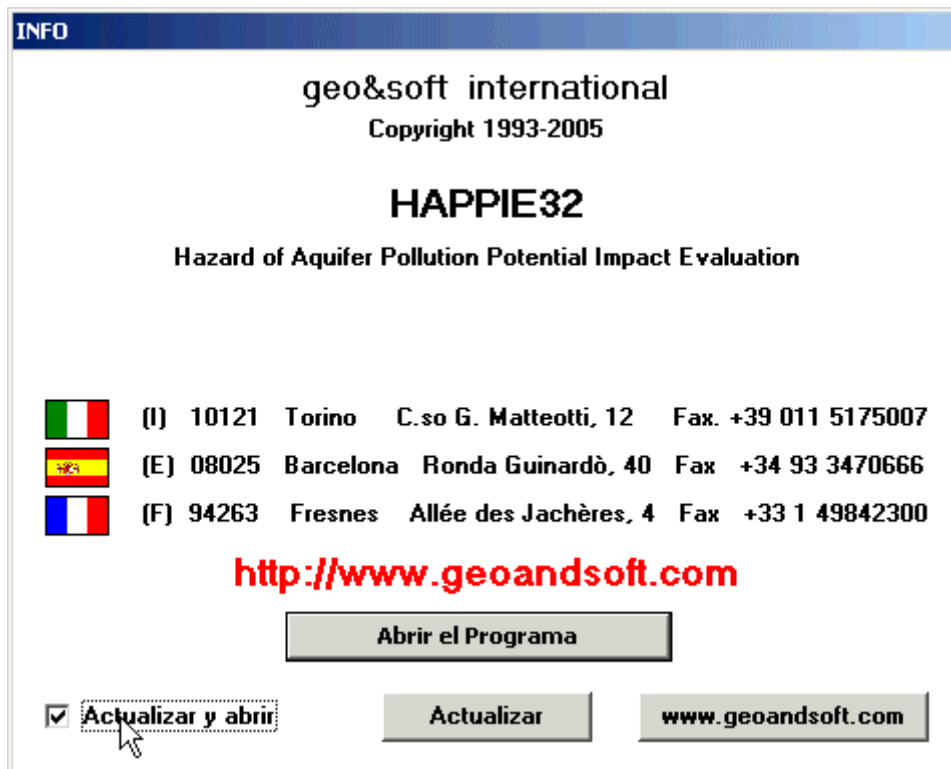 INFO
geo&soft international
Copyright 1993-2005
HAPPIE32
Hazard of Aquifer Pollution Potential Impact Evaluation
(I) 10121 Torino C.so G. Matteotti, 12 Fax. +39 011 5175007
(E) 08025 Barcelona Ronda Guinardò, 40 Fax +34 93 3470666
(F) 94263 Fresnes Allée des Jachères, 4 Fax +33 1 49842300
http://www.geoandsoft.com
Abrir el Programa
Actualizar y abrir Actualizar www.geoandsoft.com